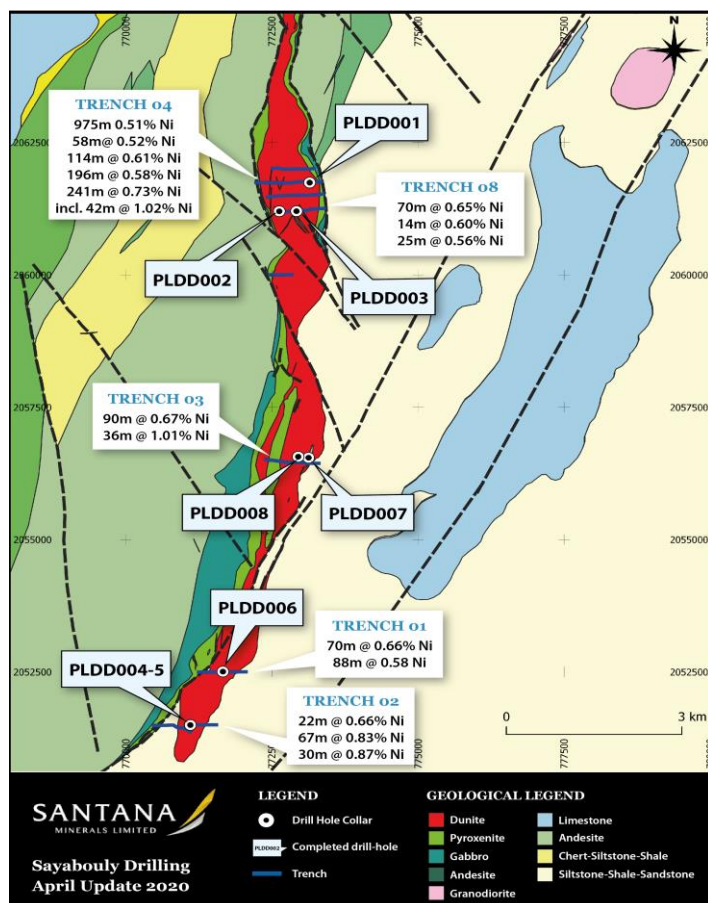 770000
772500
775000
777500
N
TRENCH 04
975m 0.51% Ni
58m@ 0.52% Ni
114m @ 0.61% Ni
196m @ 0.58% Ni
241m @ 0.73% Ni
incl. 42m @ 1.02% Ni
PLDD001
2062500
2062500
TRENCH 08
70m @ 0.65% Ni
14m @ 0.60% Ni
25m @ 0.56% Ni
PLDD002
PLDD003
2060000
2060000
TRENCH 03
90m @ 0.67% Ni
36m @ 1.01% Ni
2057500
2057500
PLDD008
PLDD007
2055000
2055000
PLDD006
TRENCH 01
70m @ 0.66% Ni
88m @ 0.58 Ni
PLDD004-5
2052500
2052500
TRENCH 02
22m @ 0.66% Ni
67m @ 0.83% Ni
30m @ 0.87% Ni
0 3 km
770000
772500
775000
777500
SANTANA
MINERALS LIMITED
Sayabouly Drilling
April Update 2020
LEGEND
Drill Hole Collar
PLDD002 Completed drill-hole
Trench
GEOLOGICAL LEGEND
Dunite
Pyroxenite
Gabbro
Andesite
Granodiorite
Limestone
Andesite
Chert-Siltstone-Shale
Siltstone-Shale-Sandstone